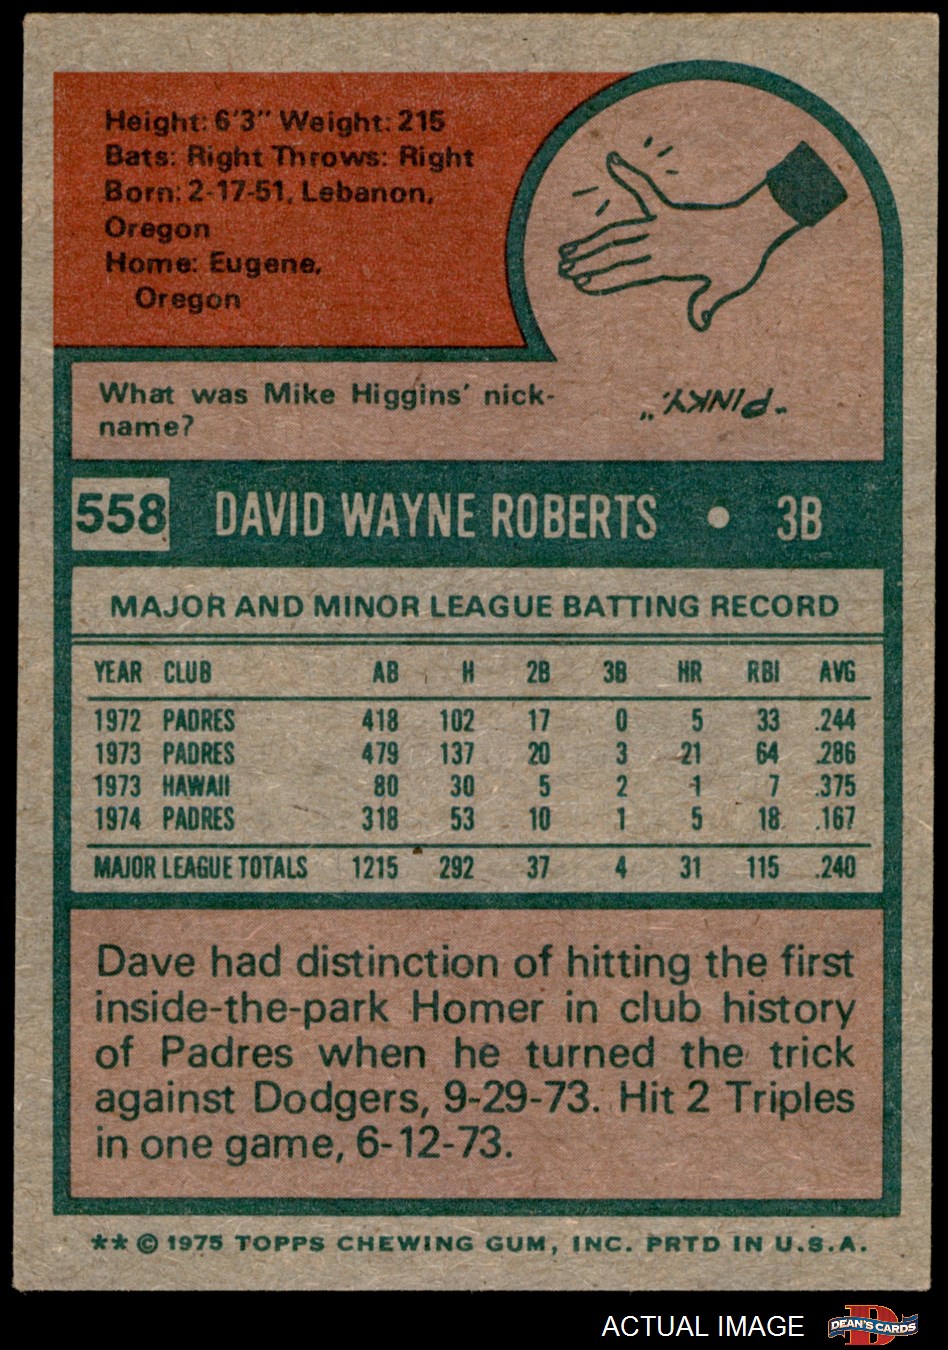 Height: 6'3" Weight: 215
Bats: Right Throws: Right
Born: 2-17-51, Lebanon,
Oregon
Home: Eugene,
Oregon
What was Mike Higgins' nick-
name?
"PINKY."
558 DAVID WAYNE ROBERTS • 3B
MAJOR AND MINOR LEAGUE BATTING RECORD
YEAR CLUB AB H 2B 3B HR RBI AVG
1972 PADRES 418 102 17 0 5 33 .244
1973 PADRES 479 137 20 3 21 64 .286
1973 HAWAII 80 30 5 2 1 7 .375
1974 PADRES 318 53 10 1 5 18 .167
MAJOR LEAGUE TOTALS 1215 292 37 4 31 115 .240
Dave had distinction of hitting the first
inside-the-park Homer in club history
of Padres when he turned the trick
against Dodgers, 9-29-73. Hit 2 Triples
in one game, 6-12-73.
** © 1975 TOPPS CHEWING GUM, INC. PRTD IN U.S.A.
ACTUAL IMAGE DEAN'S CARDS